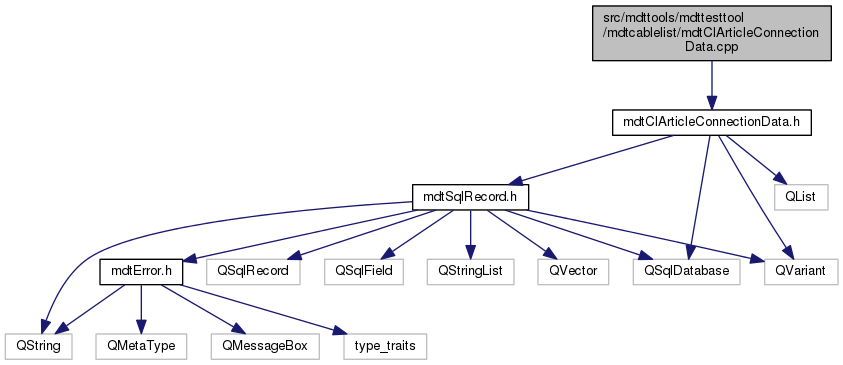 src/mdttools/mdttesttool
/mdtcablelist/mdtClArticleConnection
Data.cpp
mdtClArticleConnectionData.h
mdtSqlRecord.h
QList
mdtError.h
QSqlRecord
QSqlField
QStringList
QVector
QSqlDatabase
QVariant
QString
QMetaType
QMessageBox
type_traits